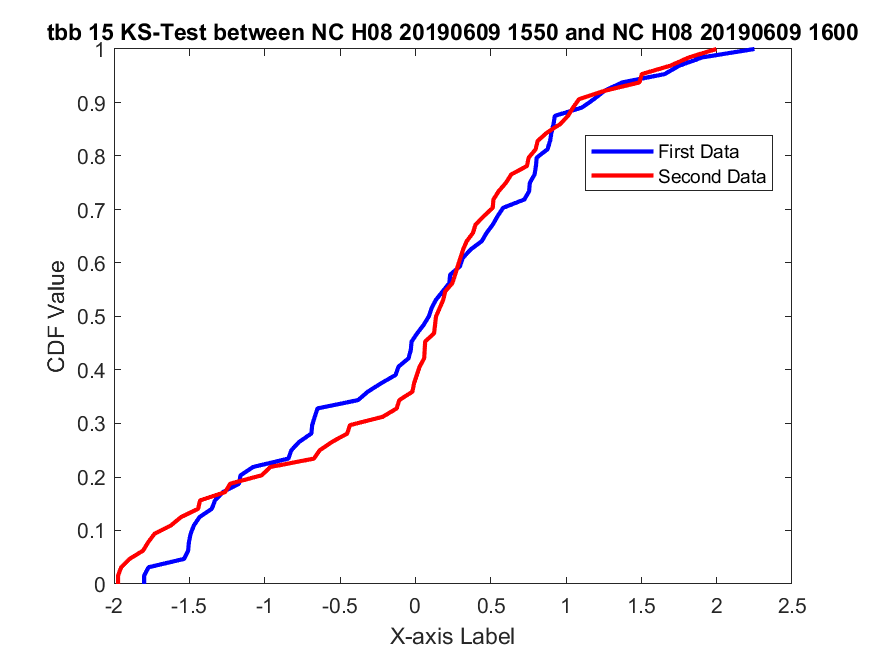 tbb 15 KS-Test between NC H08 20190609 1550 and NC H08 20190609 1600
1
0.9
0.8
0.7
0.6
0.5
0.4
0.3
0.2
0.1
0
CDF Value
First Data
Second Data
-2 -1.5 -1 -0.5 0 0.5 1 1.5 2 2.5
X-axis Label